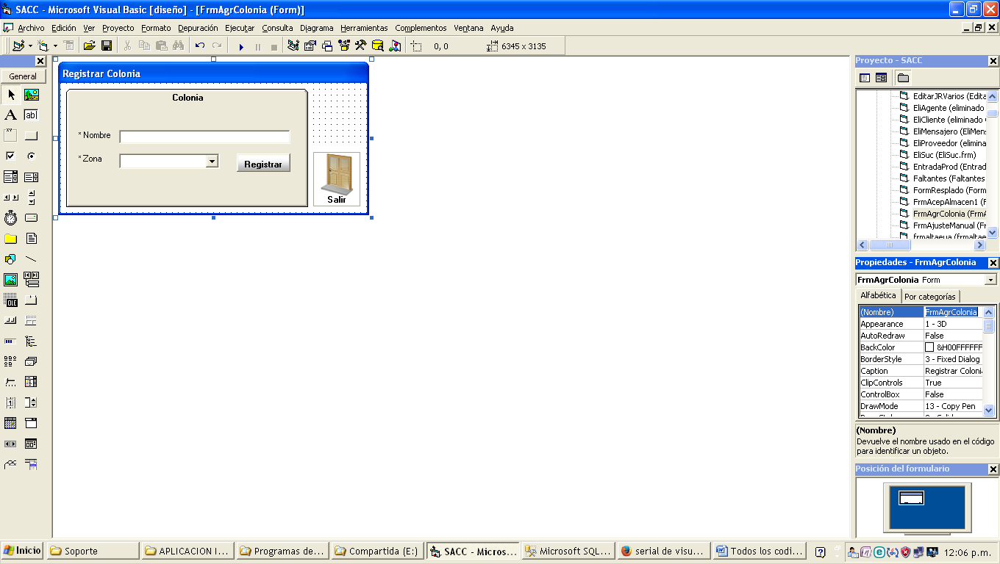 SACC - Microsoft Visual Basic [diseño] - [FrmAgrColonia (Form)]
Archivo Edición Ver Proyecto Formato Depuración Ejecutar Consulta Diagrama Herramientas Complementos Ventana Ayuda
0, 0 6345 x 3135
General
A
ab|
xy
OLE
Registrar Colonia
Colonia
* Nombre
* Zona
Registrar
Salir
Proyecto - SACC
EditarJRVarios (Edita
EliAgente (eliminado
EliCliente (eliminado
EliMensajero (EliMens
EliProveedor (elimina
EliSuc (EliSuc.frm)
EntradaProd (Entrad
Faltantes (Faltantes
FormResplado (Form
FrmAcepAlmacen1 (F
FrmAgrColonia (FrmA
FrmAjusteManual (Fr
frmaltaeua (frmaltae
Propiedades - FrmAgrColonia
FrmAgrColonia Form
Alfabética Por categorías
(Nombre) FrmAgrColonia
Appearance 1 - 3D
AutoRedraw False
BackColor &H00FFFFFF
BorderStyle 3 - Fixed Dialog
Caption Registrar Coloni
ClipControls True
ControlBox False
DrawMode 13 - Copy Pen
(Nombre)
Devuelve el nombre usado en el código
para identificar un objeto.
Posición del formulario
Inicio Soporte APLICACION I... Programas de... Compartida (E:) SACC - Micros... Microsoft SQL... serial de visu... Todos los codi... 12:06 p.m.